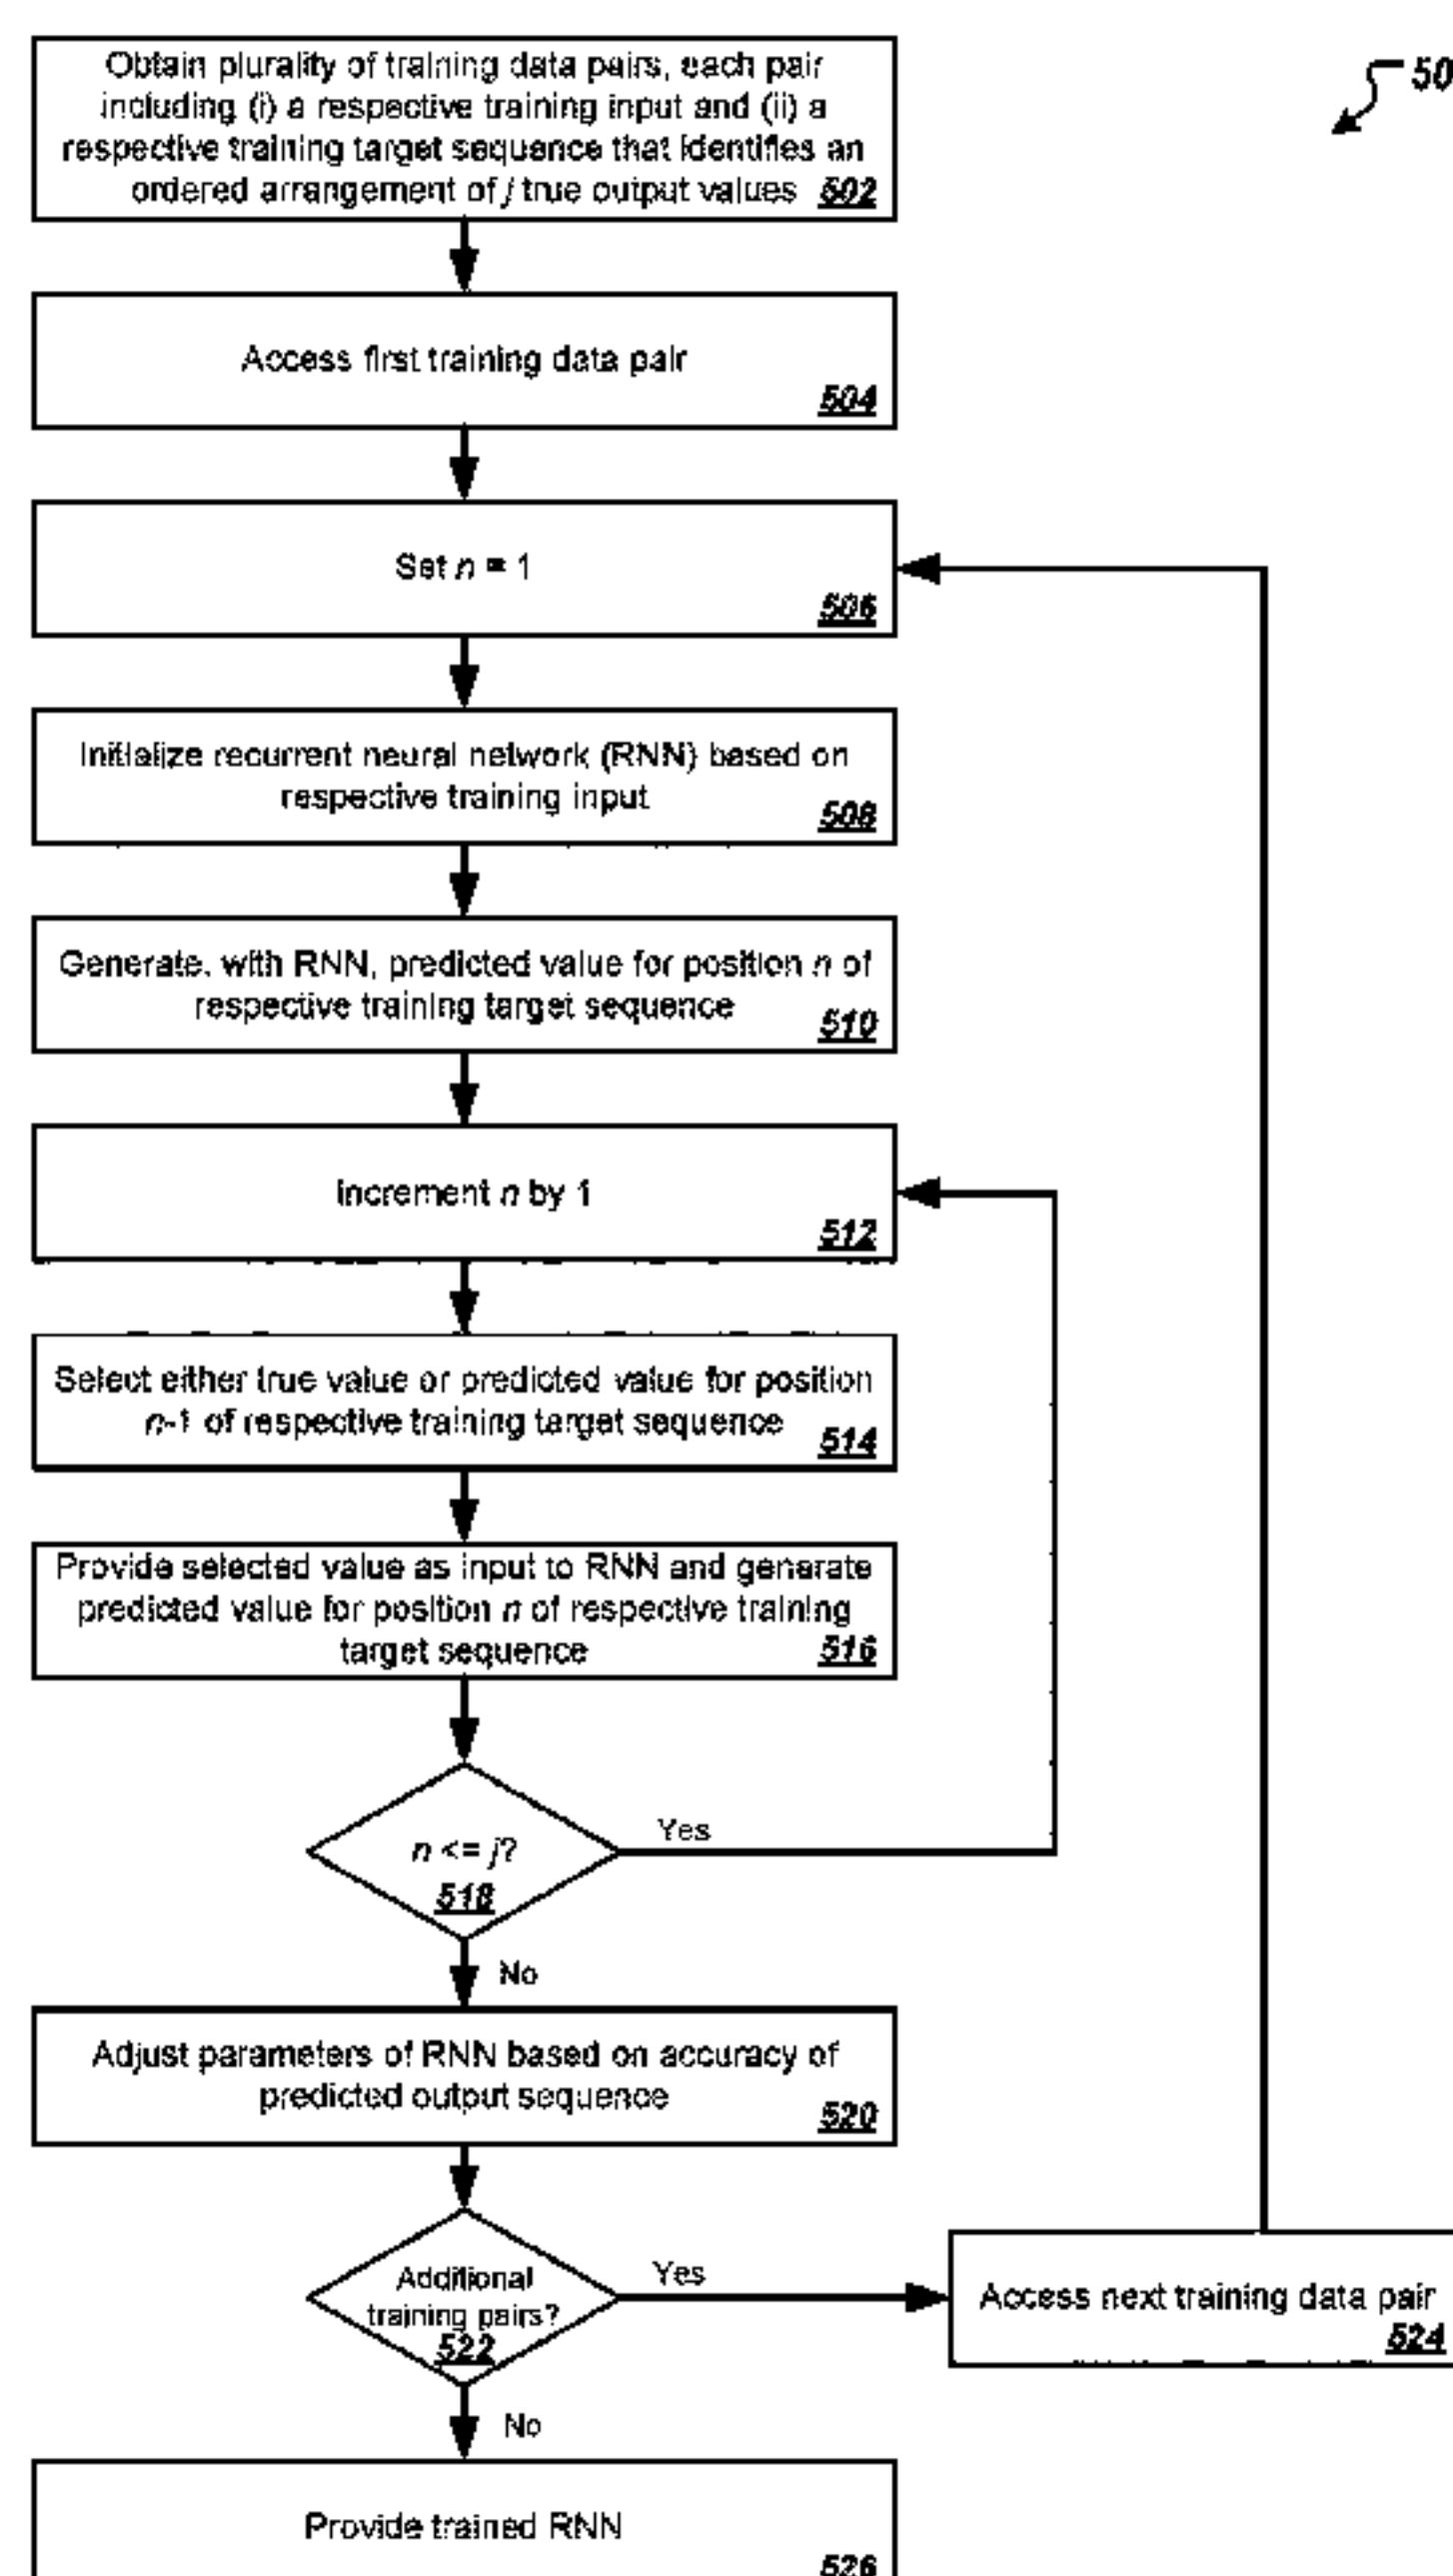 Obtain plurality of training data pairs, each pair
including (i) a respective training input and (ii) a
respective training target sequence that identifies an
ordered arrangement of j true output values 502
50
Access first training data pair
504
Set n = 1
506
Initialize recurrent neural network (RNN) based on
respective training input
508
Generate, with RNN, predicted value for position n of
respective training target sequence
510
Increment n by 1
512
Select either true value or predicted value for position
n-1 of respective training target sequence
514
Provide selected value as input to RNN and generate
predicted value for position n of respective training
target sequence
516
n <= j?
518
Yes
No
Adjust parameters of RNN based on accuracy of
predicted output sequence
520
Additional
training pairs?
522
Yes
Access next training data pair
524
No
Provide trained RNN
526